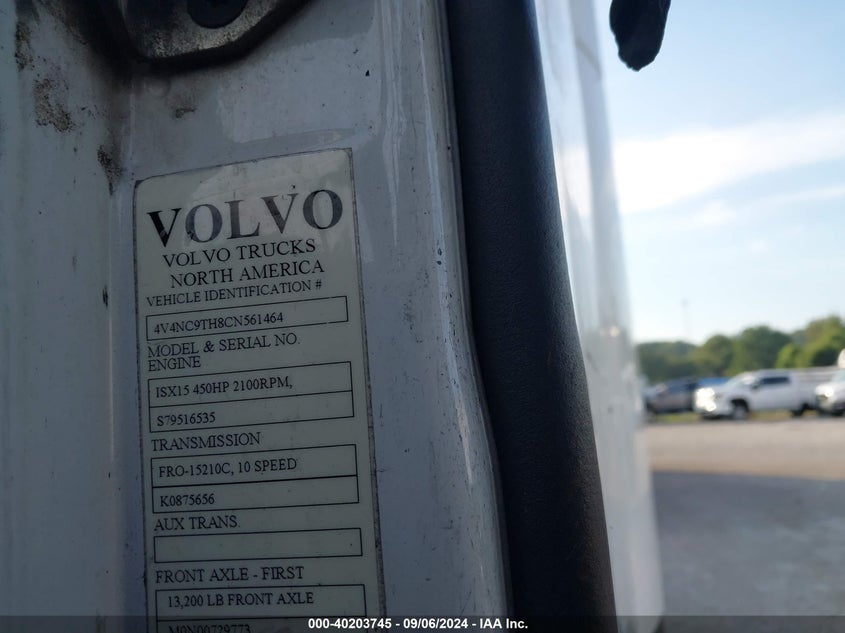 VOLVO
VOLVO TRUCKS
NORTH AMERICA
VEHICLE IDENTIFICATION #
4V4NC9TH8CN561464
MODEL & SERIAL NO.
ENGINE
ISX15 450HP 2100RPM,
S79516535
TRANSMISSION
FRO-15210C, 10 SPEED
K0875656
AUX TRANS.
FRONT AXLE - FIRST
13,200 LB FRONT AXLE
000-40203745 - 09/06/2024 - IAA Inc.